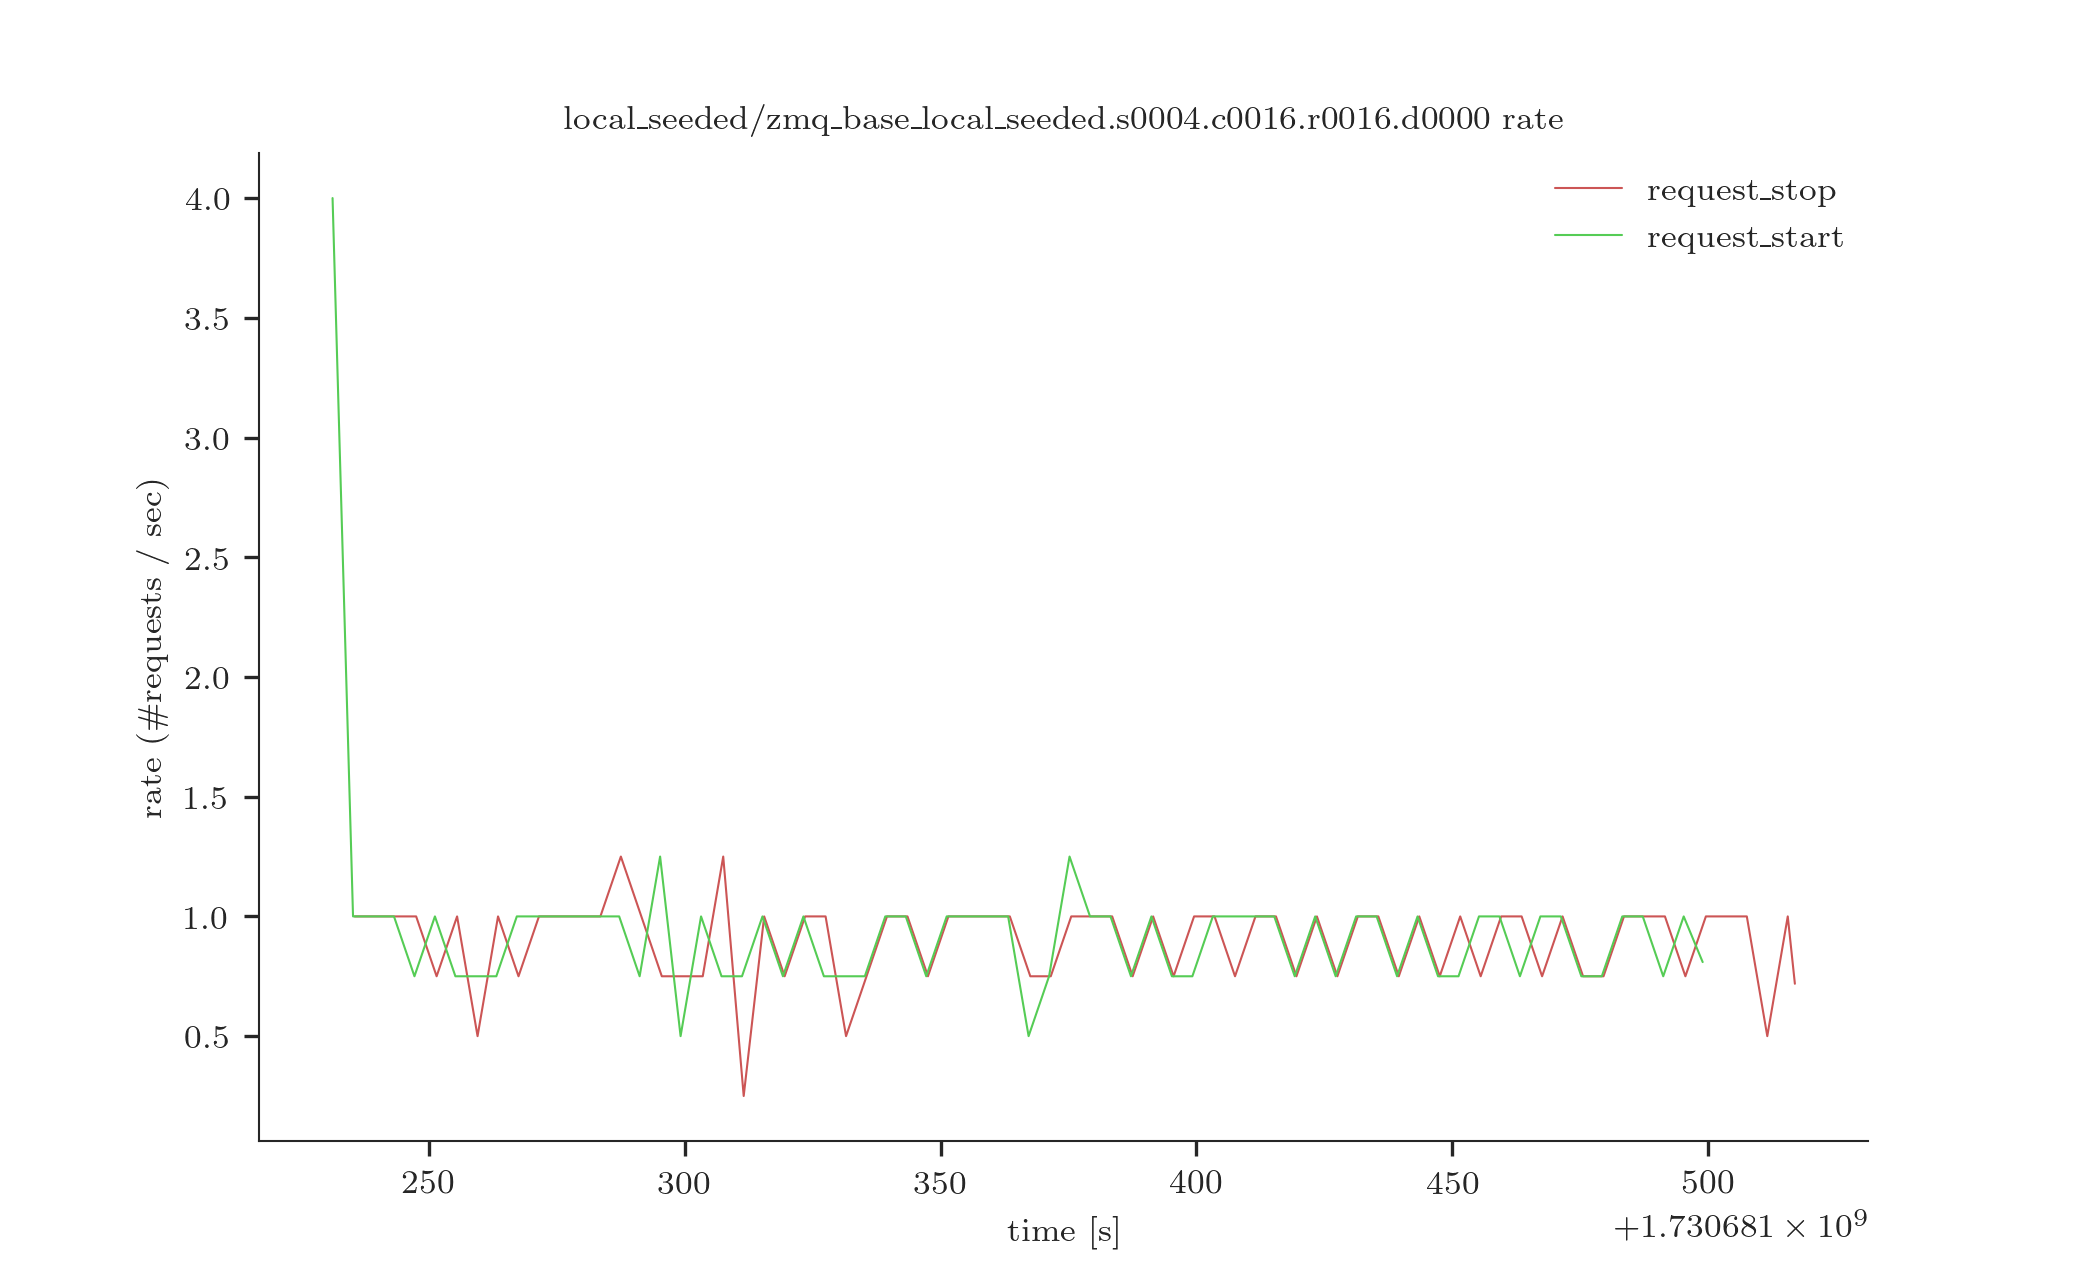 local_seeded/zmq_base_local_seeded.s0004.c0016.r0016.d0000 rate
request_stop
request_start
rate (#requests / sec)
4.0
3.5
3.0
2.5
2.0
1.5
1.0
0.5
250 300 350 400 450 500
time [s]
+1.730681 × 10⁹